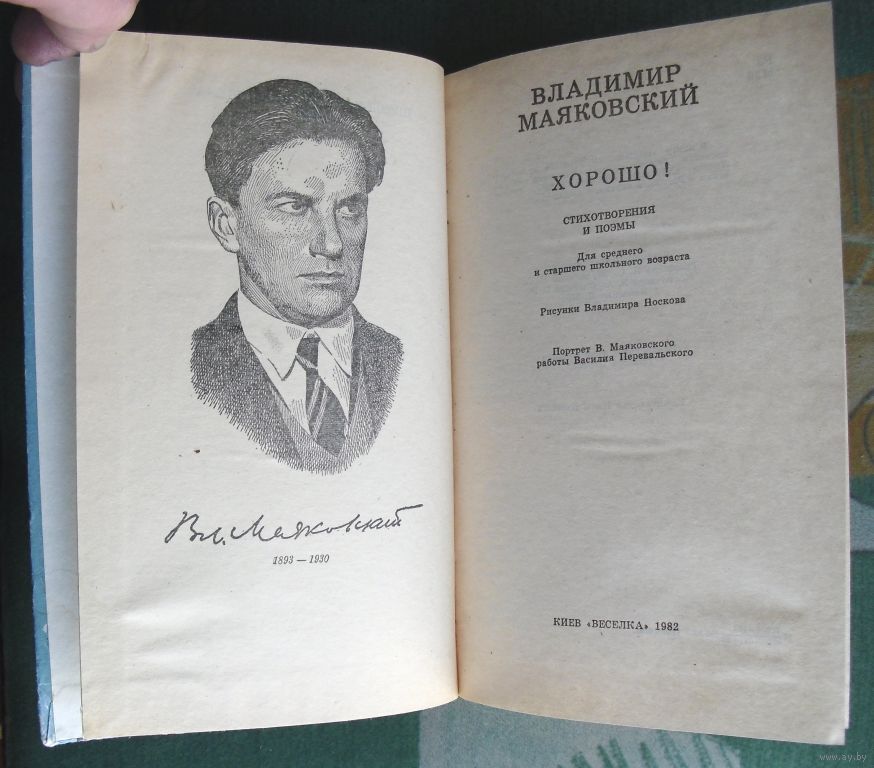 Вл. Маяковский
1893 — 1930
ВЛАДИМИР
МАЯКОВСКИЙ
ХОРОШО!
СТИХОТВОРЕНИЯ
И ПОЭМЫ
Для среднего
и старшего школьного возраста
Рисунки Владимира Носкова
Портрет В. Маяковского
работы Василия Перевальского
КИЕВ «ВЕСЕЛКА» 1982
www.ay.by